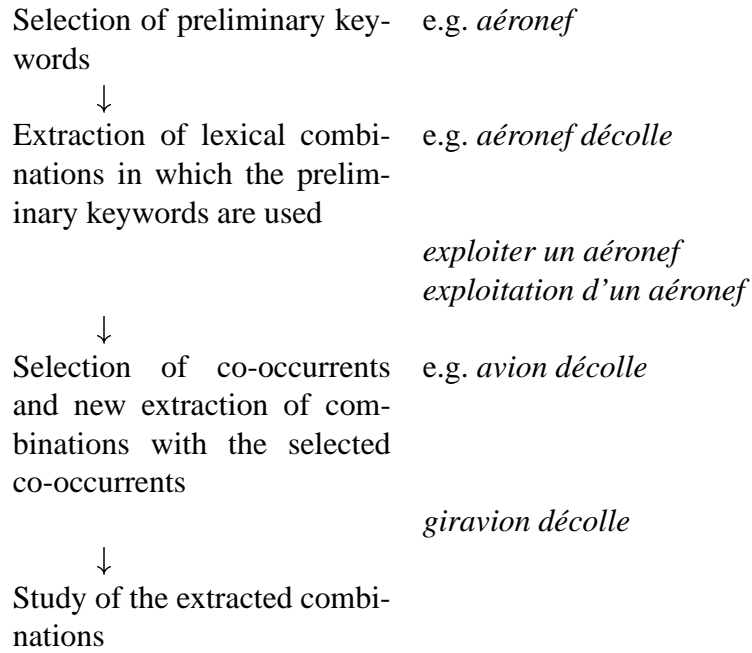 Selection of preliminary key- e.g. aéronef
words
↓
Extraction of lexical combi- e.g. aéronef décolle
nations in which the prelim-
inary keywords are used
exploiter un aéronef
exploitation d'un aéronef
↓
Selection of co-occurrents e.g. avion décolle
and new extraction of com-
binations with the selected
co-occurrents
giravion décolle
↓
Study of the extracted combi-
nations